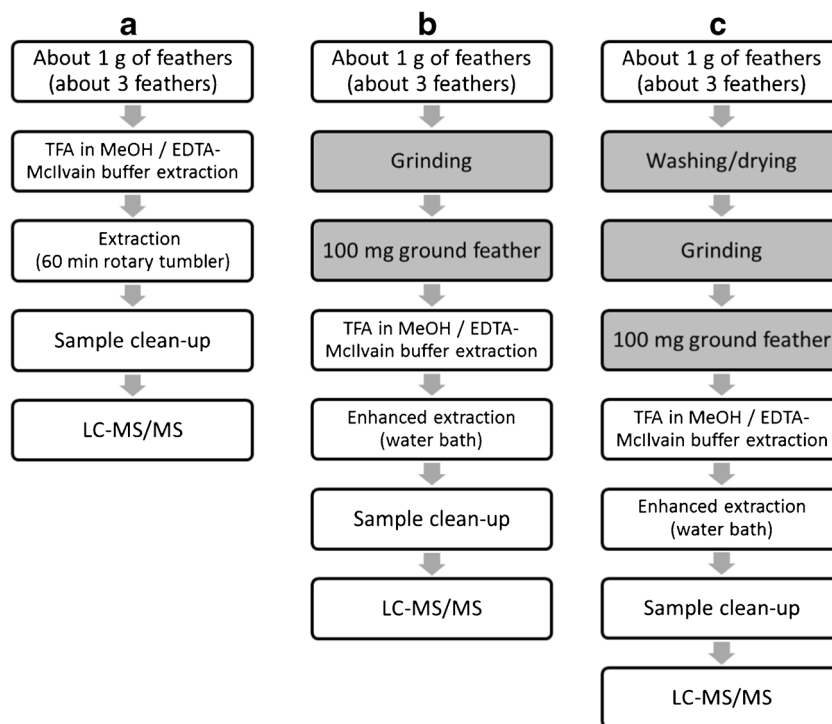 a
About 1 g of feathers
(about 3 feathers)
TFA in MeOH / EDTA-
McIlvain buffer extraction
Extraction
(60 min rotary tumbler)
Sample clean-up
LC-MS/MS
b
About 1 g of feathers
(about 3 feathers)
Grinding
100 mg ground feather
TFA in MeOH / EDTA-
McIlvain buffer extraction
Enhanced extraction
(water bath)
Sample clean-up
LC-MS/MS
c
About 1 g of feathers
(about 3 feathers)
Washing/drying
Grinding
100 mg ground feather
TFA in MeOH / EDTA-
McIlvain buffer extraction
Enhanced extraction
(water bath)
Sample clean-up
LC-MS/MS